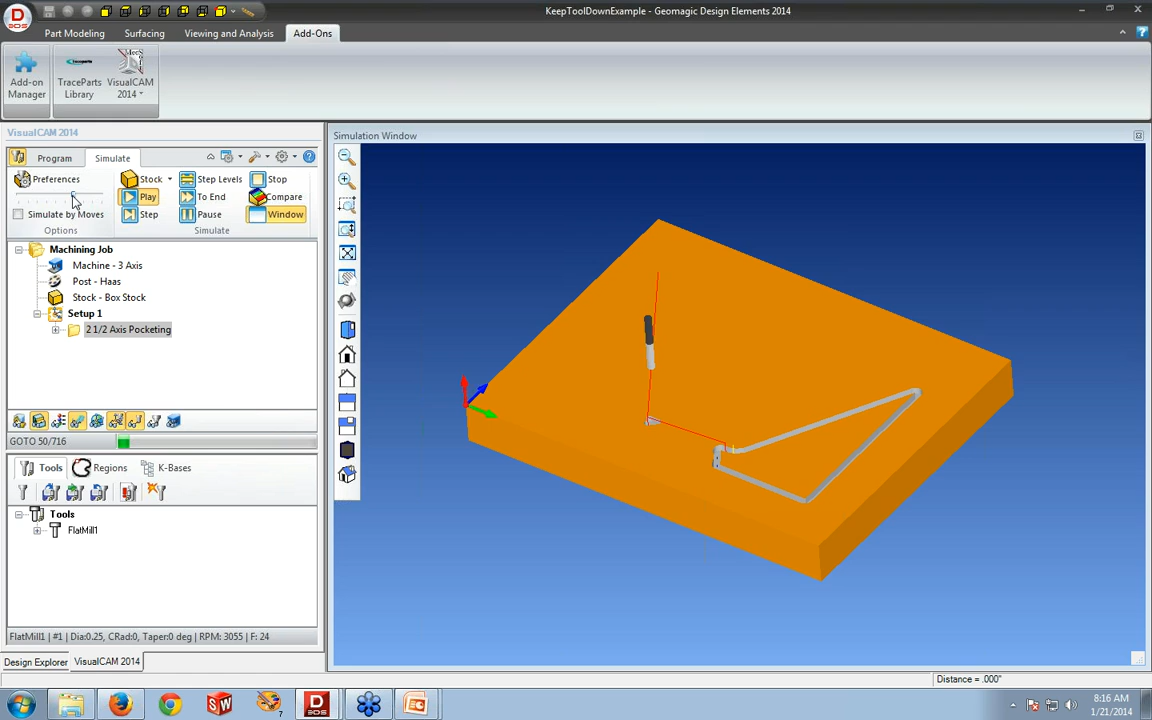 KeepToolDownExample - Geomagic Design Elements 2014
Part Modeling
Surfacing
Viewing and Analysis
Add-Ons
Add-on
Manager
TraceParts
Library
VisualCAM
2014
VisualCAM 2014
Simulation Window
Program
Simulate
Preferences
Stock
Step Levels
Stop
Play
To End
Compare
Simulate by Moves
Step
Pause
Window
Options
Simulate
Machining Job
Machine - 3 Axis
Post - Haas
Stock - Box Stock
Setup 1
2 1/2 Axis Pocketing
GOTO 50/716
Tools
Regions
K-Bases
Tools
FlatMill1
FlatMill1 | #1 | Dia:0.25, CRad:0, Taper:0 deg | RPM: 3055 | F: 24
Design Explorer
VisualCAM 2014
Distance = .000"
8:16 AM
1/21/2014